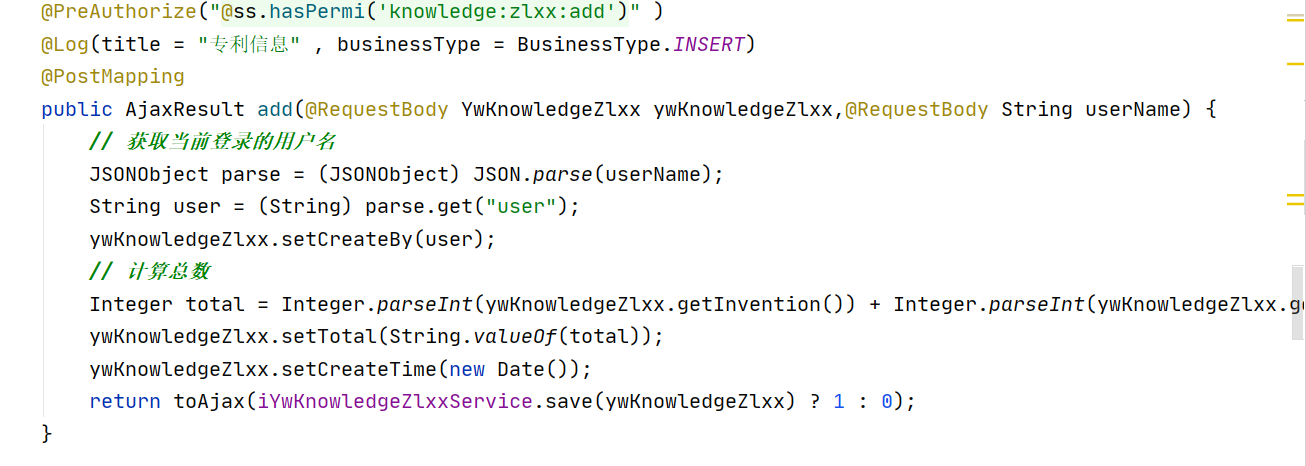 @PreAuthorize("@ss.hasPermi('knowledge:zlxx:add')" )
@Log(title = "专利信息" , businessType = BusinessType.INSERT)
@PostMapping
public AjaxResult add(@RequestBody YwKnowledgeZlxx ywKnowledgeZlxx,@RequestBody String userName) {
// 获取当前登录的用户名
JSONObject parse = (JSONObject) JSON.parse(userName);
String user = (String) parse.get("user");
ywKnowledgeZlxx.setCreateBy(user);
// 计算总数
Integer total = Integer.parseInt(ywKnowledgeZlxx.getInvention()) + Integer.parseInt(ywKnowledgeZlxx.g
ywKnowledgeZlxx.setTotal(String.valueOf(total));
ywKnowledgeZlxx.setCreateTime(new Date());
return toAjax(iYwKnowledgeZlxxService.save(ywKnowledgeZlxx) ? 1 : 0);
}